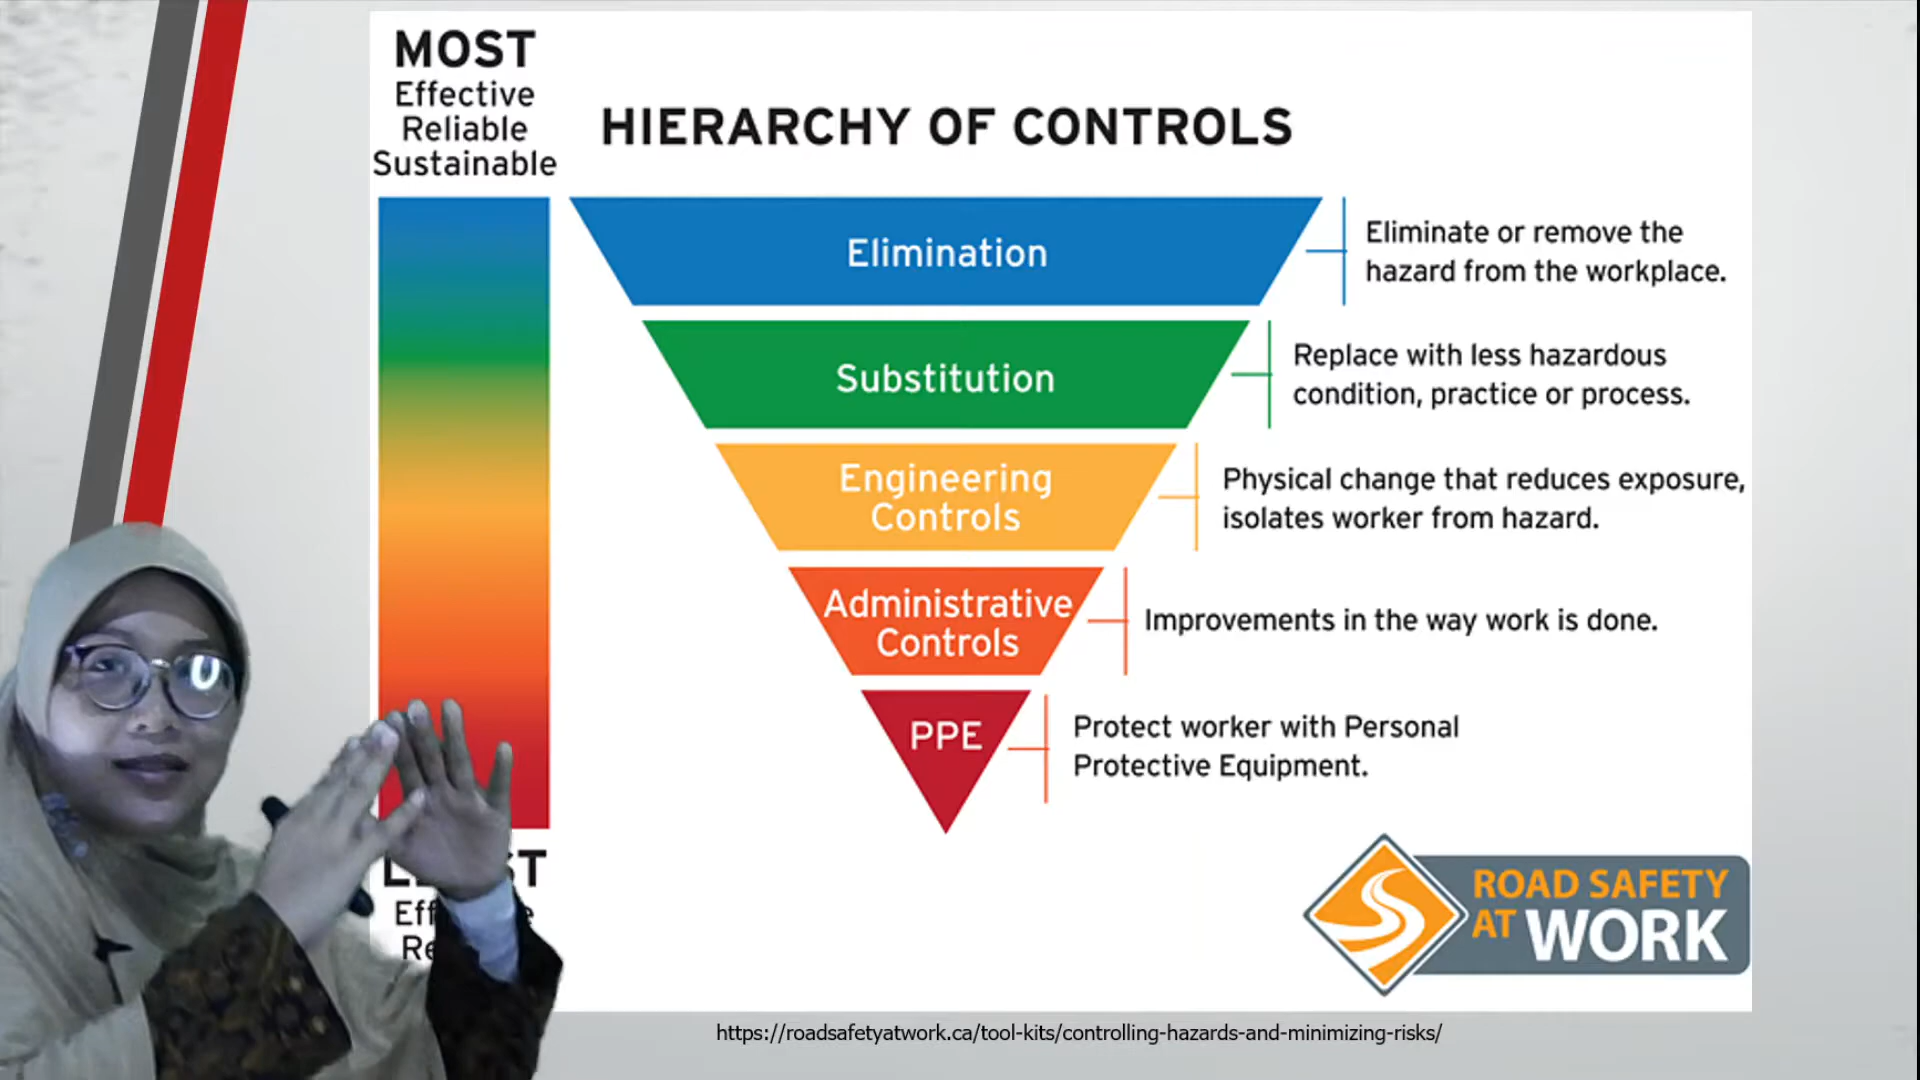 MOST
Effective
Reliable
Sustainable
HIERARCHY OF CONTROLS
Elimination
Eliminate or remove the
hazard from the workplace.
Substitution
Replace with less hazardous
condition, practice or process.
Engineering
Controls
Physical change that reduces exposure,
isolates worker from hazard.
Administrative
Controls
Improvements in the way work is done.
PPE
Protect worker with Personal
Protective Equipment.
ROAD SAFETY
AT WORK
https://roadsafetyatwork.ca/tool-kits/controlling-hazards-and-minimizing-risks/